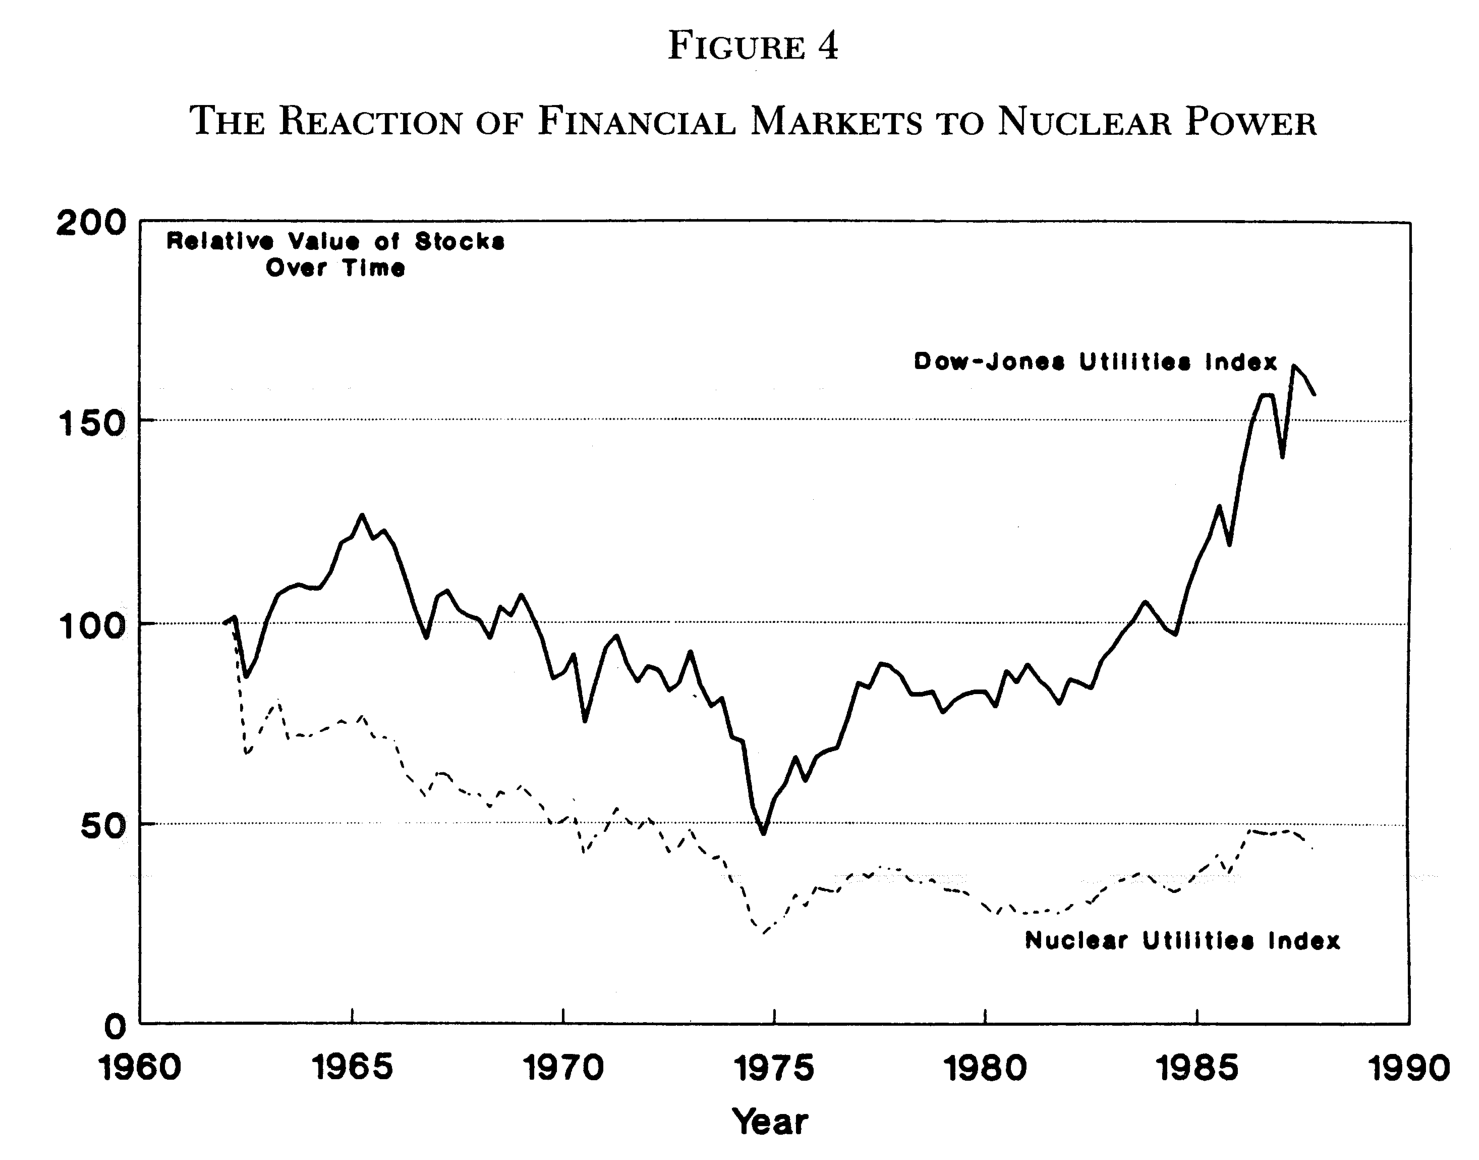 FIGURE 4
THE REACTION OF FINANCIAL MARKETS TO NUCLEAR POWER
200
Relative Value of Stocks
Over Time
Dow-Jones Utilities Index
150
100
50
Nuclear Utilities Index
0
1960 1965 1970 1975 1980 1985 1990
Year